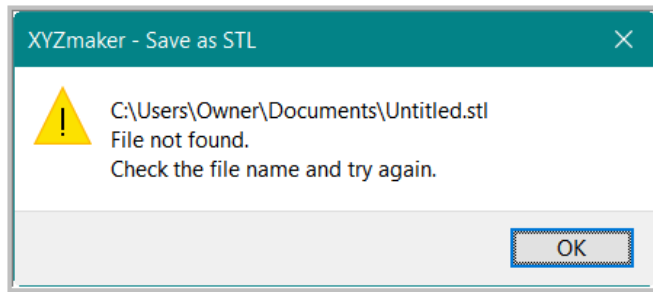 XYZmaker - Save as STL
C:\Users\Owner\Documents\Untitled.stl
File not found.
Check the file name and try again.
OK